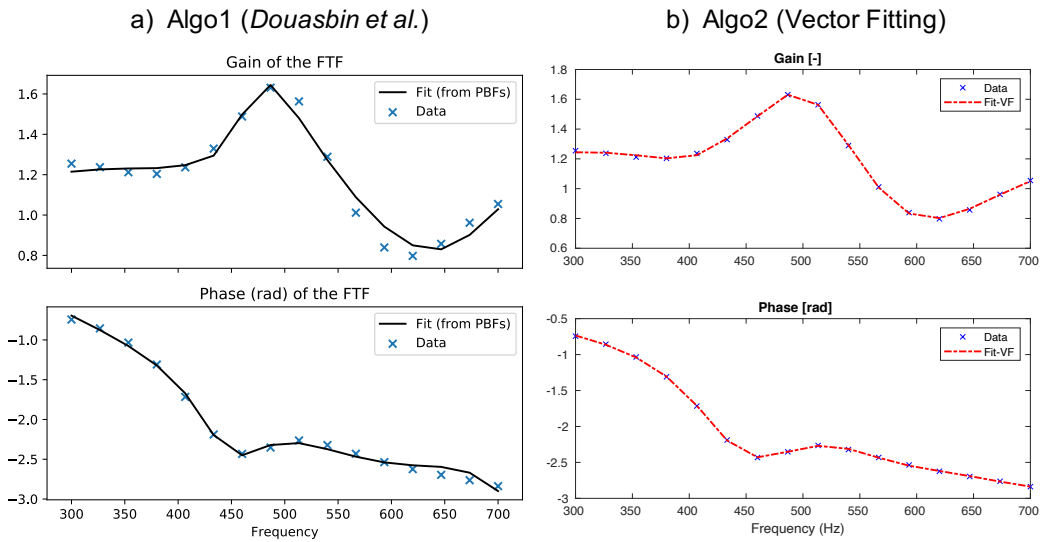 a) Algo1 (Douasbin et al.)
Gain of the FTF
1.6
1.4
1.2
1.0
0.8
Fit (from PBFs)
Data
Phase (rad) of the FTF
−1.0
−1.5
−2.0
−2.5
−3.0
Fit (from PBFs)
Data
300 350 400 450 500 550 600 650 700
Frequency
b) Algo2 (Vector Fitting)
Gain [-]
1.8
1.6
1.4
1.2
1
0.8
0.6
Data
Fit-VF
300 350 400 450 500 550 600 650 700
Phase [rad]
-0.5
-1
-1.5
-2
-2.5
-3
Data
Fit-VF
300 350 400 450 500 550 600 650 700
Frequency (Hz)